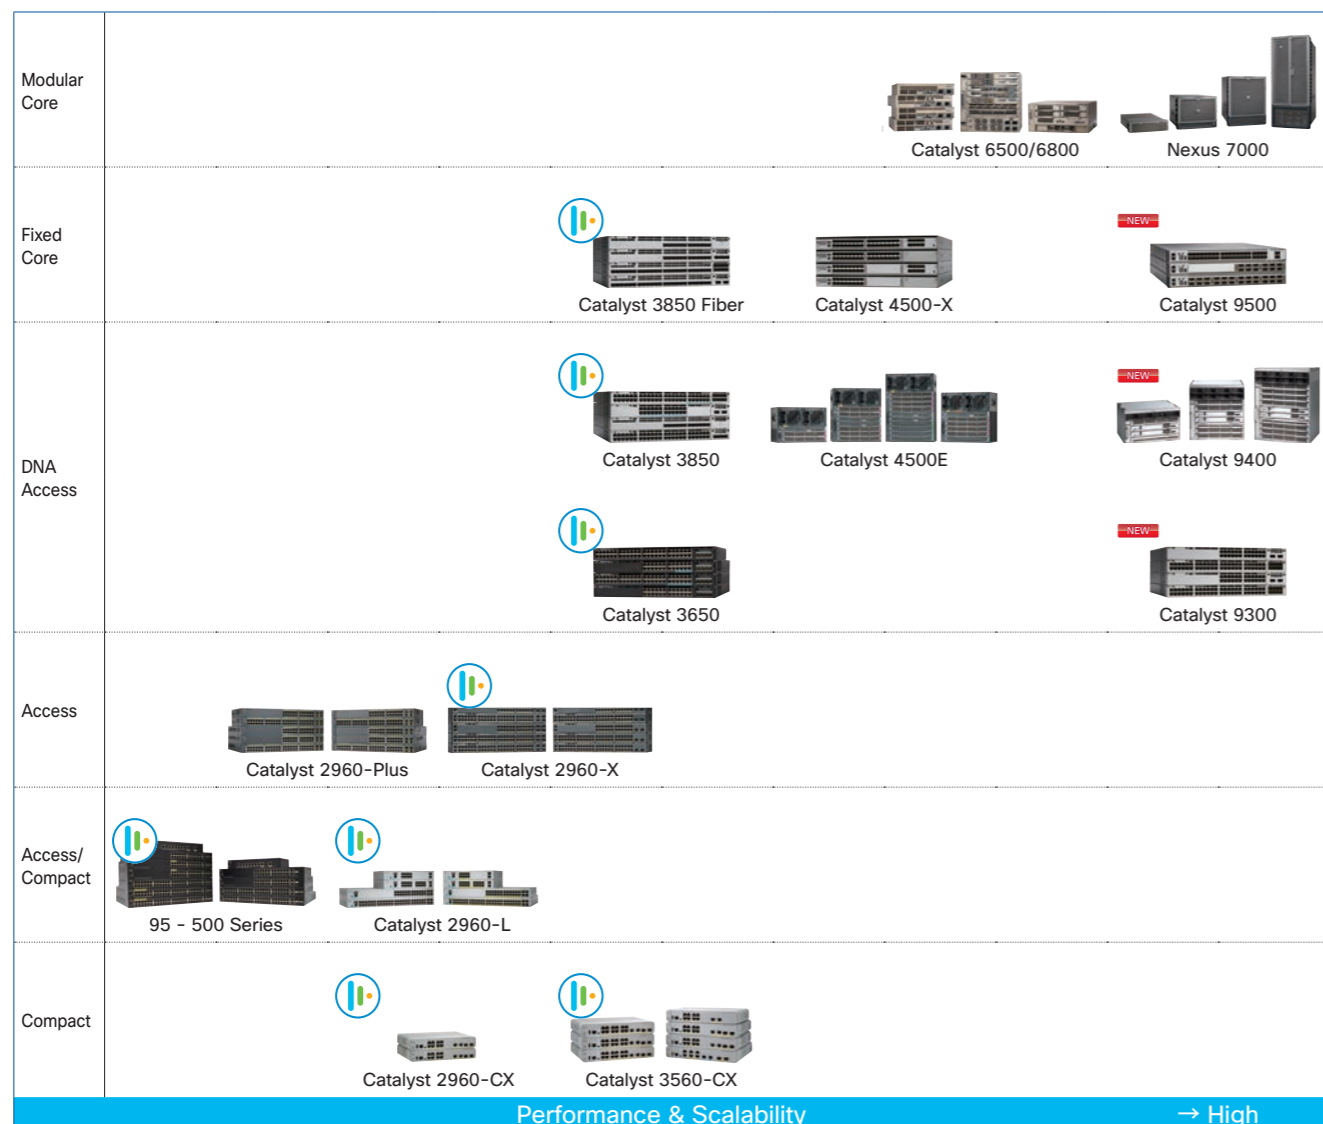 Modular
Core
Catalyst 6500/6800
Nexus 7000
Fixed
Core
NEW
Catalyst 3850 Fiber
Catalyst 4500-X
Catalyst 9500
DNA
Access
NEW
Catalyst 3850
Catalyst 4500E
Catalyst 9400
NEW
Catalyst 3650
Catalyst 9300
Access
Catalyst 2960-Plus
Catalyst 2960-X
Access/
Compact
95 - 500 Series
Catalyst 2960-L
Compact
Catalyst 2960-CX
Catalyst 3560-CX
Performance & Scalability
→ High